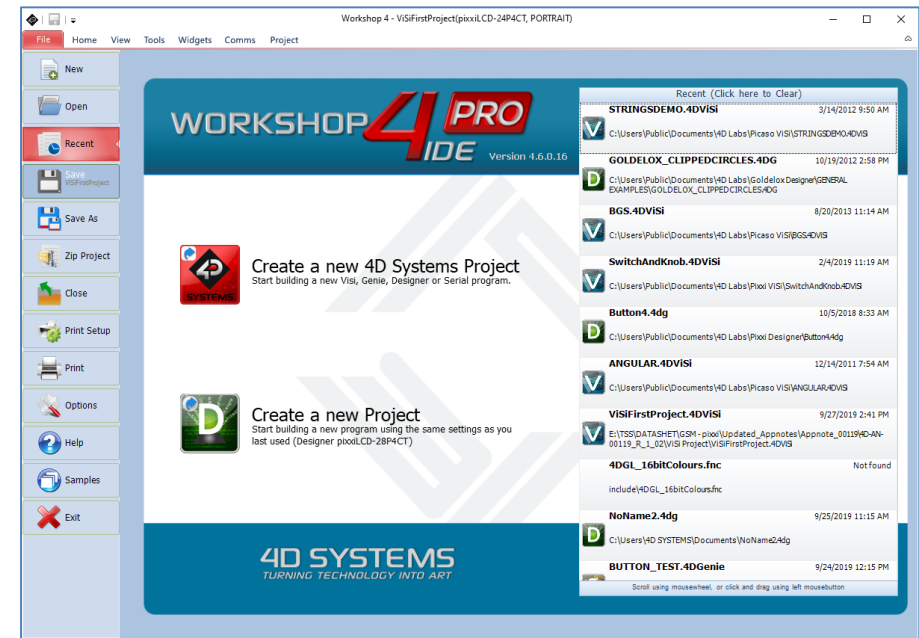 Workshop 4 - ViSiFirstProject(pixxiLCD-24P4CT, PORTRAIT)
File Home View Tools Widgets Comms Project
New
Open
Recent
Save
ViSiFirstProject
Save As
Zip Project
Close
Print Setup
Print
Options
Help
Samples
Exit
WORKSHOP 4 PRO
IDE Version 4.6.0.16
Create a new 4D Systems Project
Start building a new Visi, Genie, Designer or Serial program.
Create a new Project
Start building a new program using the same settings as you
last used (Designer pixxiLCD-28P4CT)
4D SYSTEMS
TURNING TECHNOLOGY INTO ART
Recent (Click here to Clear)
STRINGSDEMO.4DViSi 3/14/2012 9:50 AM
C:\Users\Public\Documents\4D Labs\Picaso ViSi\STRINGSDEMO.4DViSi
GOLDELOX_CLIPPEDCIRCLES.4DG 10/19/2012 2:58 PM
C:\Users\Public\Documents\4D Labs\Goldelox Designer\GENERAL
EXAMPLES\GOLDELOX_CLIPPEDCIRCLES.4DG
BGS.4DViSi 8/20/2013 11:14 AM
C:\Users\Public\Documents\4D Labs\Picaso ViSi\BGS.4DViSi
SwitchAndKnob.4DViSi 2/4/2019 11:19 AM
C:\Users\Public\Documents\4D Labs\Pixxi ViSi\SwitchAndKnob.4DViSi
Button4.4dg 10/5/2018 8:33 AM
C:\Users\Public\Documents\4D Labs\Pixxi Designer\Button4.4dg
ANGULAR.4DViSi 12/14/2011 7:54 AM
C:\Users\Public\Documents\4D Labs\Picaso ViSi\ANGULAR.4DViSi
ViSiFirstProject.4DViSi 9/27/2019 2:41 PM
E:\TSS\DATASHET\GSM - pixxi\Updated_Appnotes\Appnote_00119\4D-AN-
00119_R_1_02\ViSi Project\ViSiFirstProject.4DViSi
4DGL_16bitColours.fnc Not found
include\4DGL_16bitColours.fnc
NoName2.4dg 9/25/2019 11:15 AM
C:\Users\4D SYSTEMS\Documents\NoName2.4dg
BUTTON_TEST.4DGenie 9/24/2019 12:15 PM
Scroll using mousewheel, or click and drag using left mousebutton